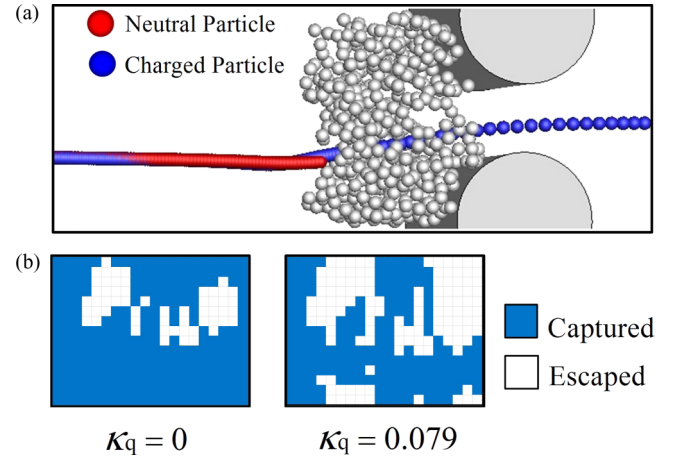 (a)
Neutral Particle
Charged Particle
(b)
Captured
Escaped
κq = 0
κq = 0.079